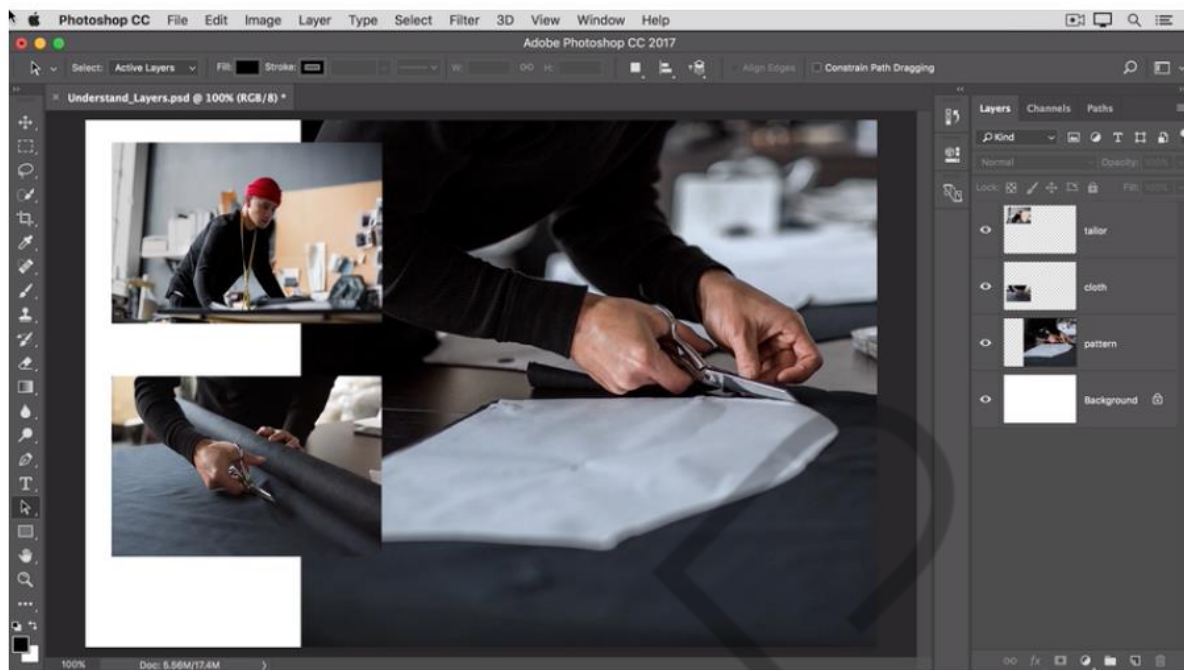 Photoshop CC File Edit Image Layer Type Select Filter 3D View Window Help
Adobe Photoshop CC 2017
Select: Active Layers Fill: Stroke: W: H: Align Edges Constrain Path Dragging
Understand_Layers.psd @ 100% (RGB/8) *
Layers Channels Paths
Kind
Normal Opacity: 100%
Lock: Fill: 100%
tailor
cloth
pattern
Background
100% Doc: 5.56M/17.4M